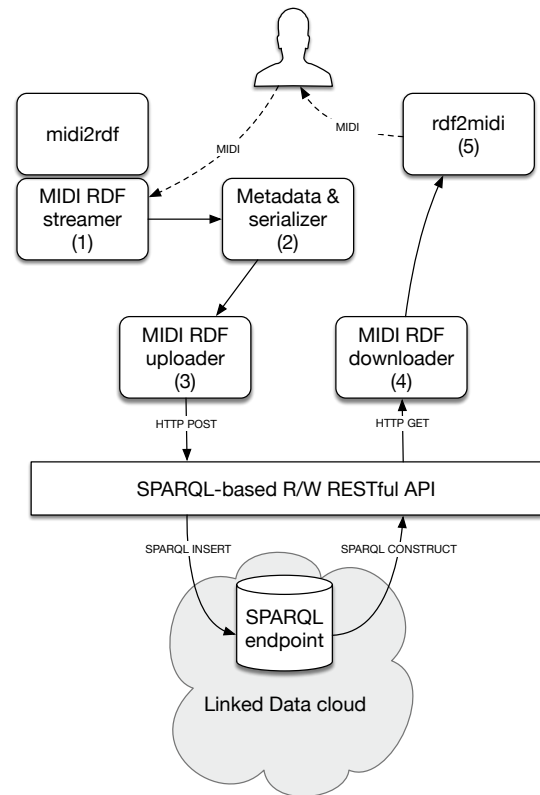 midi2rdf
MIDI
MIDI
rdf2midi
(5)
MIDI RDF
streamer
(1)
Metadata &
serializer
(2)
MIDI RDF
uploader
(3)
MIDI RDF
downloader
(4)
HTTP POST
HTTP GET
SPARQL-based R/W RESTful API
SPARQL INSERT
SPARQL CONSTRUCT
SPARQL
endpoint
Linked Data cloud